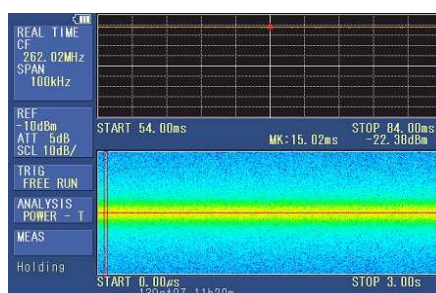 REAL TIME
CF
262.02MHz
SPAN
100kHz
REF
-10dBm
ATT 5dB
SCL 10dB/
TRIG
FREE RUN
ANALYSIS
POWER - T
MEAS
Holding
START 54.00ms STOP 84.00ms
MK:15.02ms -22.38dBm
START 0.00μs STOP 3.00s